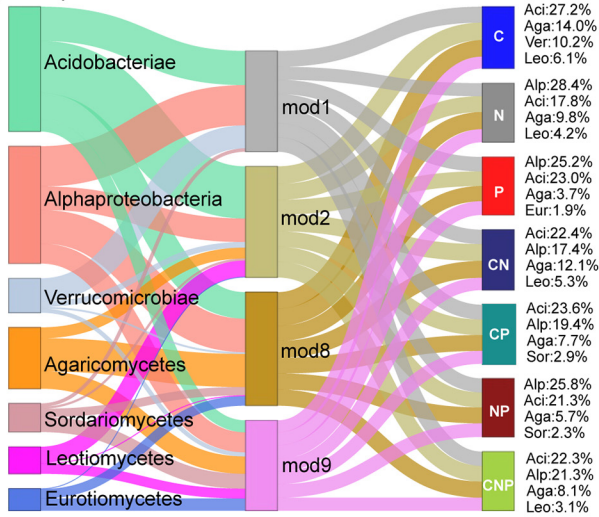 Acidobacteriae
Alphaproteobacteria
Verrucomicrobiae
Agaricomycetes
Sordariomycetes
Leotiomycetes
Eurotiomycetes
mod1
mod2
mod8
mod9
C
Aci:27.2%
Aga:14.0%
Ver:10.2%
Leo:6.1%
N
Alp:28.4%
Aci:17.8%
Aga:9.8%
Leo:4.2%
P
Alp:25.2%
Aci:23.0%
Aga:3.7%
Eur:1.9%
CN
Aci:22.4%
Alp:17.4%
Aga:12.1%
Leo:5.3%
CP
Aci:23.6%
Alp:19.4%
Aga:7.7%
Sor:2.9%
NP
Alp:25.8%
Aci:21.3%
Aga:5.7%
Sor:2.3%
CNP
Aci:22.3%
Alp:21.3%
Aga:8.1%
Leo:3.1%